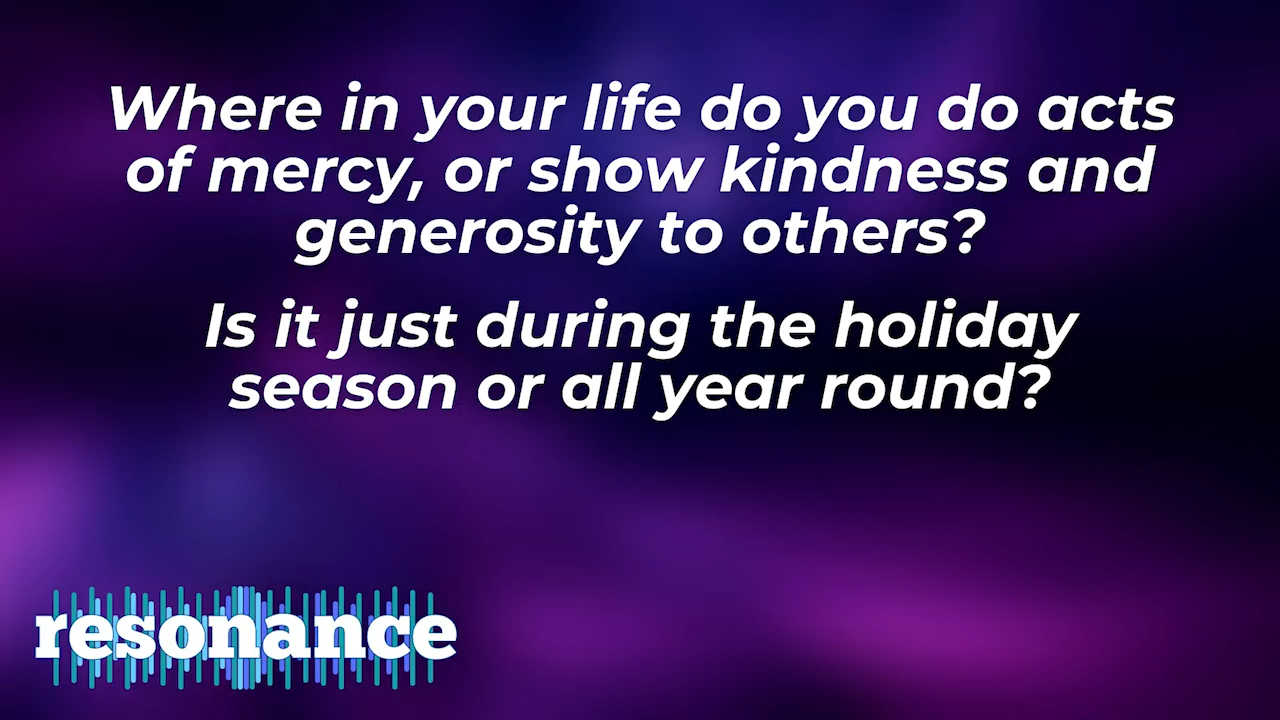 Where in your life do you do acts
of mercy, or show kindness and
generosity to others?
Is it just during the holiday
season or all year round?
resonance